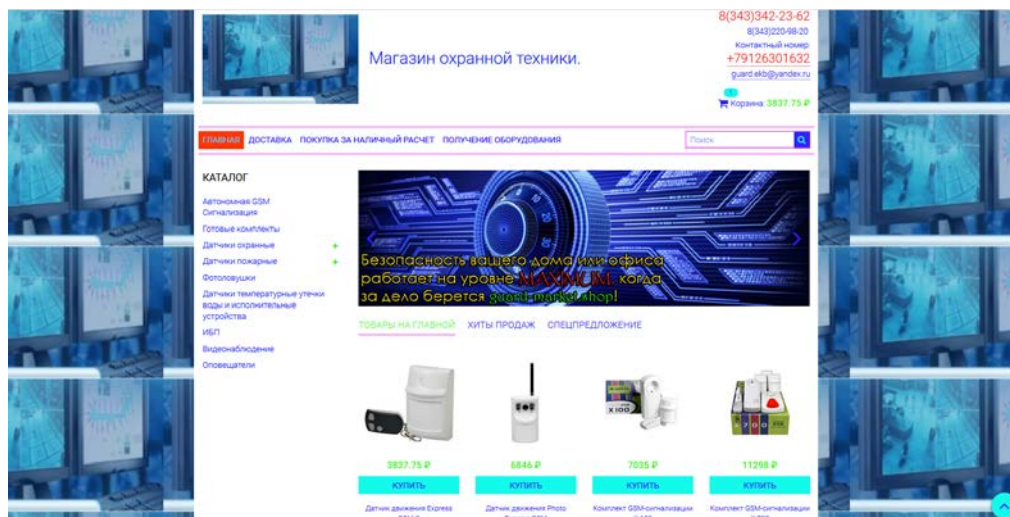 8(343)342-23-62
8(343)220-98-20
Контактный номер
+79126301632
guard.ekb@yandex.ru
Магазин охранной техники.
Корзина: 3837.75 ₽
ГЛАВНАЯ ДОСТАВКА ПОКУПКА ЗА НАЛИЧНЫЙ РАСЧЕТ ПОЛУЧЕНИЕ ОБОРУДОВАНИЯ
Поиск
КАТАЛОГ
Автономная GSM
Сигнализация
Готовые комплекты
Датчики охранные +
Датчики пожарные +
Фотоловушки
Датчики температурные утечки
воды и исполнительные
устройства
ИБП
Видеонаблюдение
Оповещатели
Безопасность вашего дома или офиса
работает на уровне MAXIMUM, когда
за дело берется guard-market.shop!
ТОВАРЫ НА ГЛАВНОЙ ХИТЫ ПРОДАЖ СПЕЦПРЕДЛОЖЕНИЕ
X 100
X 700
3837.75 ₽ 6846 ₽ 7035 ₽ 11298 ₽
КУПИТЬ КУПИТЬ КУПИТЬ КУПИТЬ
Датчик движения Express Датчик движения Photo Комплект GSM-сигнализации Комплект GSM-сигнализации